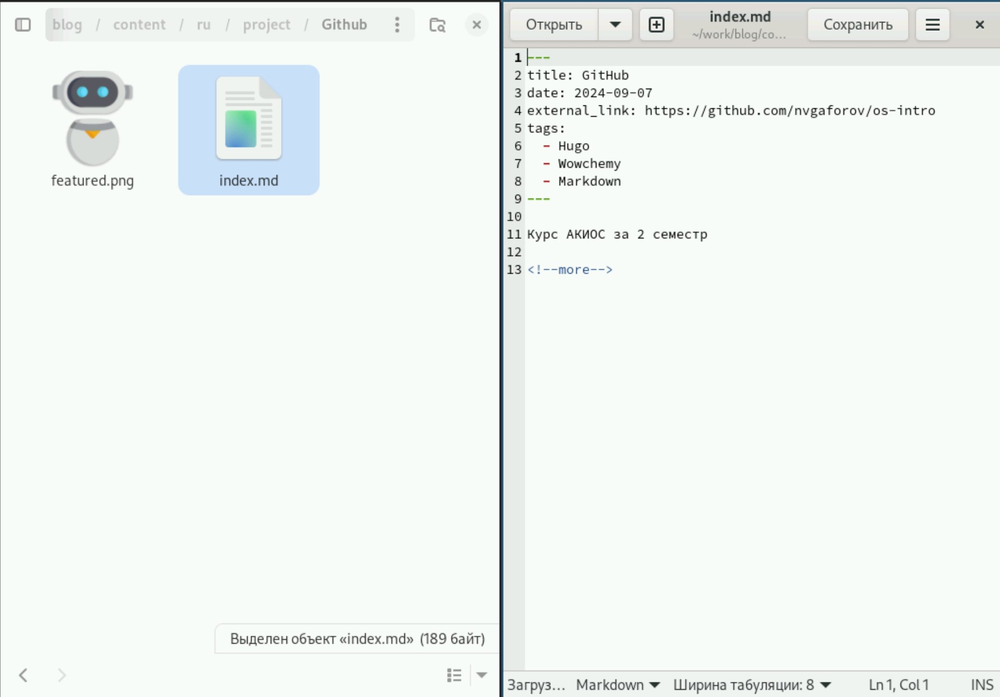 blog / content / ru / project / Github
featured.png
index.md
Выделен объект «index.md» (189 байт)
Открыть
index.md
~/work/blog/co...
Сохранить
1 ---
2 title: GitHub
3 date: 2024-09-07
4 external_link: https://github.com/nvgaforov/os-intro
5 tags:
6   - Hugo
7   - Wowchemy
8   - Markdown
9 ---
10
11 Курс АКИОС за 2 семестр
12
13 <!--more-->
Загруз... Markdown Ширина табуляции: 8 Ln 1, Col 1 INS